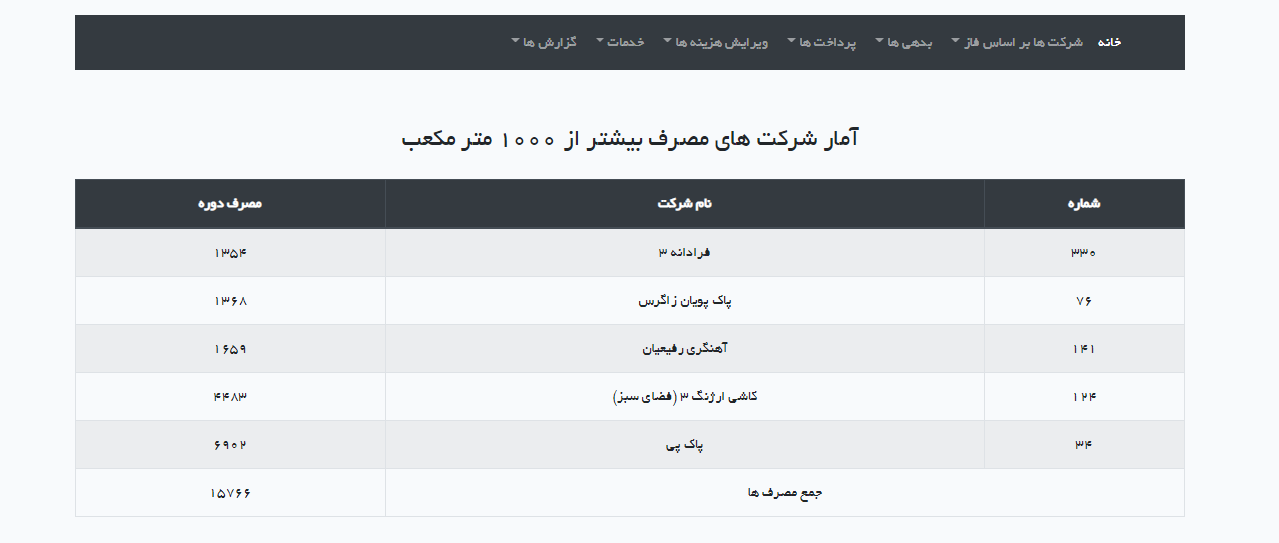 خانه شرکت ها بر اساس فاز بدهی ها پرداخت ها ویرایش هزینه ها خدمات گزارش ها
آمار شرکت های مصرف بیشتر از ۱۰۰۰ متر مکعب
شماره نام شرکت مصرف دوره
۳۳۰ فرادانه ۳ ۱۳۵۴
۷۶ پاک پویان زاگرس ۱۳۶۸
۱۴۱ آهنگری رفیعیان ۱۶۵۹
۱۲۴ کاشی ارژنگ ۳ (فضای سبز) ۴۴۸۳
۳۴ پاک پی ۶۹۰۲
جمع مصرف ها ۱۵۷۶۶